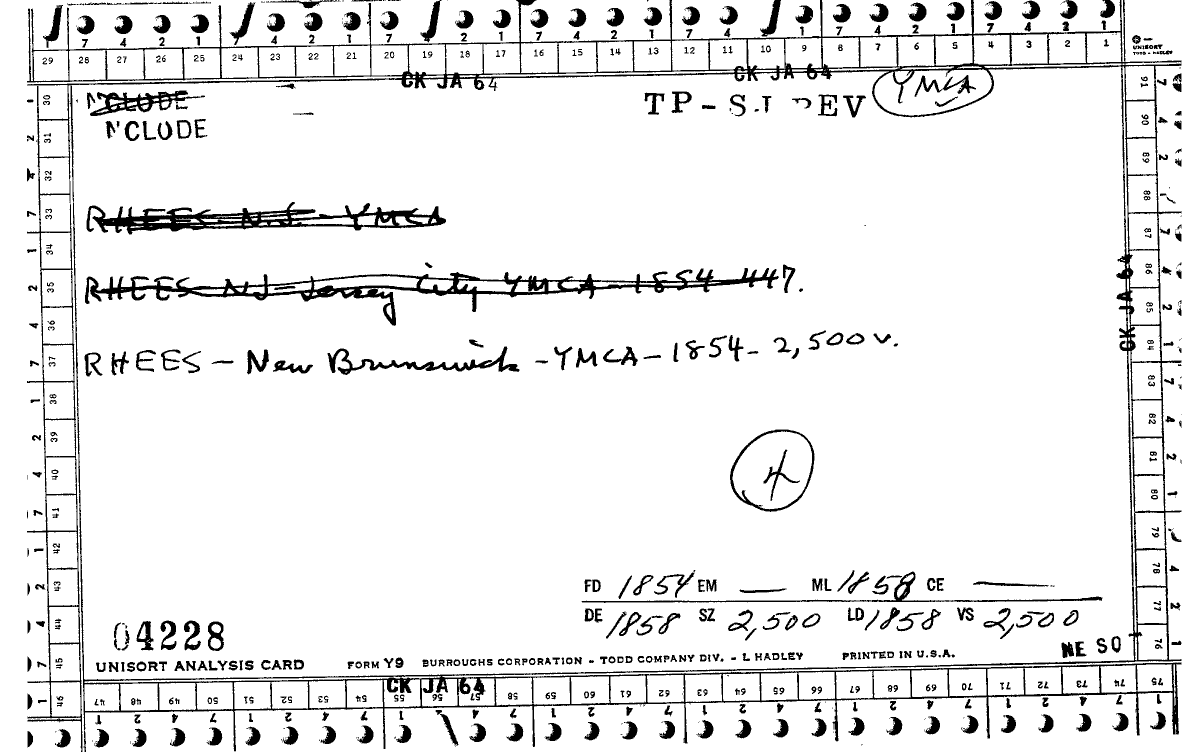 7 4 2 1 7 4 2 1 7 4 2 1 7 4 2 1 7 4 2 1 7 4 2 1
29 28 27 26 25 24 23 22 21 20 19 18 17 16 15 14 13 12 11 10 9 8 7 6 5 4 3 2 1
UNISORT
TODD - HADLEY
CK JA 64 CK JA 64
NCLUDE TP-SJ DEV YMCA
NCLUDE
RHEES - N.J. - YMCA
RHEES NJ - Jersey City YMCA - 1854 447.
RHEES - New Brunswick - YMCA - 1854 - 2,500 v.
4
FD 1854 EM — ML 1858 CE —
DE 1858 SZ 2,500 LD 1858 VS 2,500
04228
NE SO
UNISORT ANALYSIS CARD FORM Y9 BURROUGHS CORPORATION - TODD COMPANY DIV. - L HADLEY PRINTED IN U.S.A.
CK JA 64
46 47 48 49 50 51 52 53 54 55 56 57 58 59 60 61 62 63 64 65 66 67 68 69 70 71 72 73 74 75
30 31 32 33 34 35 36 37 38 39 40 41 42 43 44 45
91 90 89 88 87 86 85 84 83 82 81 80 79 78 77 76
CK JA 64